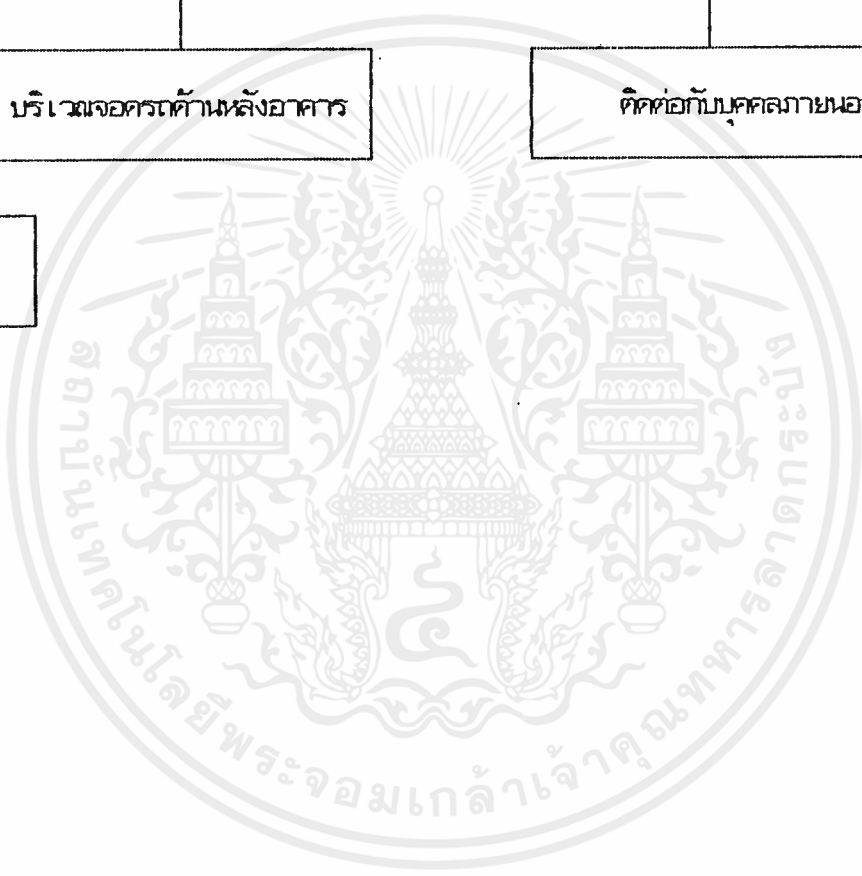 บริเวณจอดรถด้านหลังอาคาร
ติดต่อกับบุคคลภายนอ
สถาบันเทคโนโลยีพระจอมเกล้าเจ้าคุณทหารลาดกระบัง